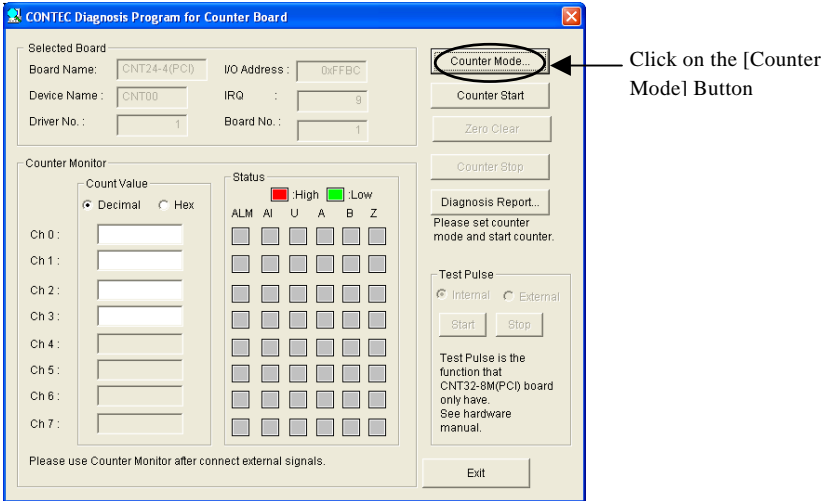 CONTEC Diagnosis Program for Counter Board
Selected Board
Board Name: CNT24-4(PCI) I/O Address : 0xFFBC
Device Name : CNT00 IRQ : 9
Driver No. : 1 Board No. : 1
Counter Mode...
Counter Start
Zero Clear
Counter Stop
Diagnosis Report...
Please set counter
mode and start counter.
Click on the [Counter
Mode] Button
Counter Monitor
Count Value
Decimal Hex
Status
:High :Low
ALM AI U A B Z
Ch 0 :
Ch 1 :
Ch 2 :
Ch 3 :
Ch 4 :
Ch 5 :
Ch 6 :
Ch 7 :
Please use Counter Monitor after connect external signals.
Test Pulse
Internal External
Start Stop
Test Pulse is the
function that
CNT32-8M(PCI) board
only have.
See hardware
manual.
Exit